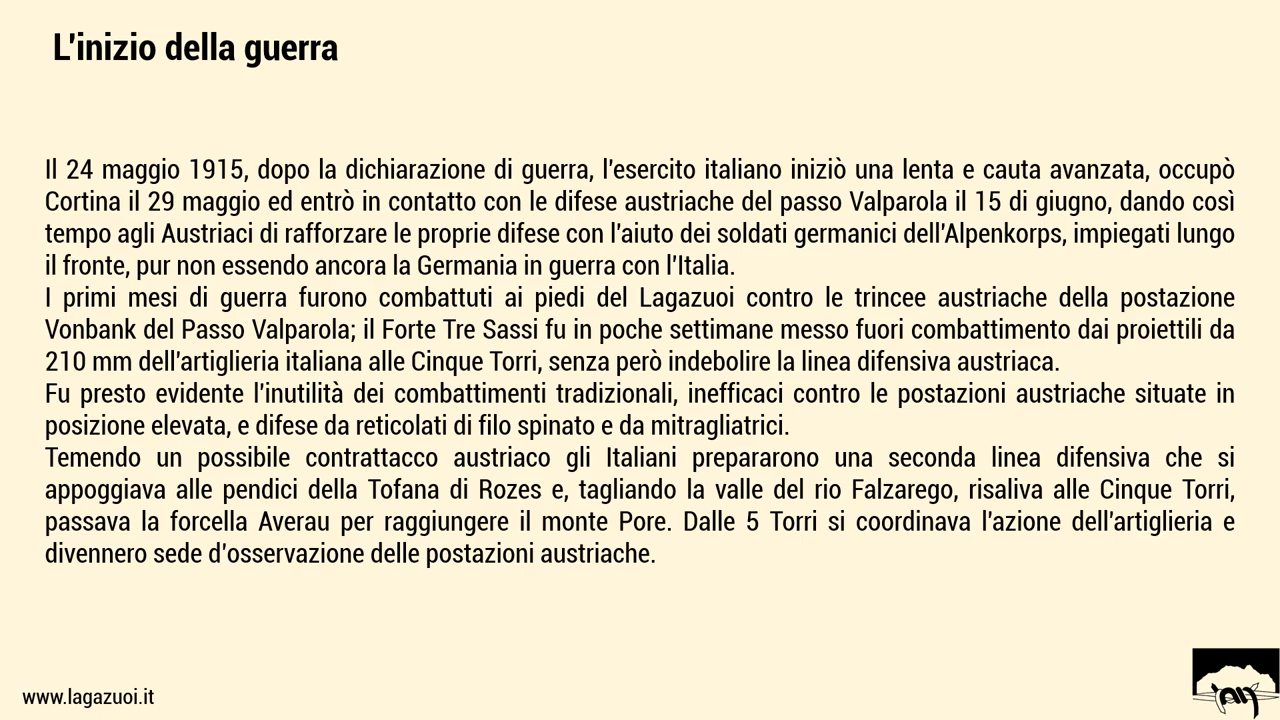 L'inizio della guerra
Il 24 maggio 1915, dopo la dichiarazione di guerra, l'esercito italiano iniziò una lenta e cauta avanzata, occupò
Cortina il 29 maggio ed entrò in contatto con le difese austriache del passo Valparola il 15 di giugno, dando così
tempo agli Austriaci di rafforzare le proprie difese con l'aiuto dei soldati germanici dell'Alpenkorps, impiegati lungo
il fronte, pur non essendo ancora la Germania in guerra con l'Italia.
I primi mesi di guerra furono combattuti ai piedi del Lagazuoi contro le trincee austriache della postazione
Vonbank del Passo Valparola; il Forte Tre Sassi fu in poche settimane messo fuori combattimento dai proiettili da
210 mm dell'artiglieria italiana alle Cinque Torri, senza però indebolire la linea difensiva austriaca.
Fu presto evidente l'inutilità dei combattimenti tradizionali, inefficaci contro le postazioni austriache situate in
posizione elevata, e difese da reticolati di filo spinato e da mitragliatrici.
Temendo un possibile contrattacco austriaco gli Italiani prepararono una seconda linea difensiva che si
appoggiava alle pendici della Tofana di Rozes e, tagliando la valle del rio Falzarego, risaliva alle Cinque Torri,
passava la forcella Averau per raggiungere il monte Pore. Dalle 5 Torri si coordinava l'azione dell'artiglieria e
divennero sede d'osservazione delle postazioni austriache.
www.lagazuoi.it